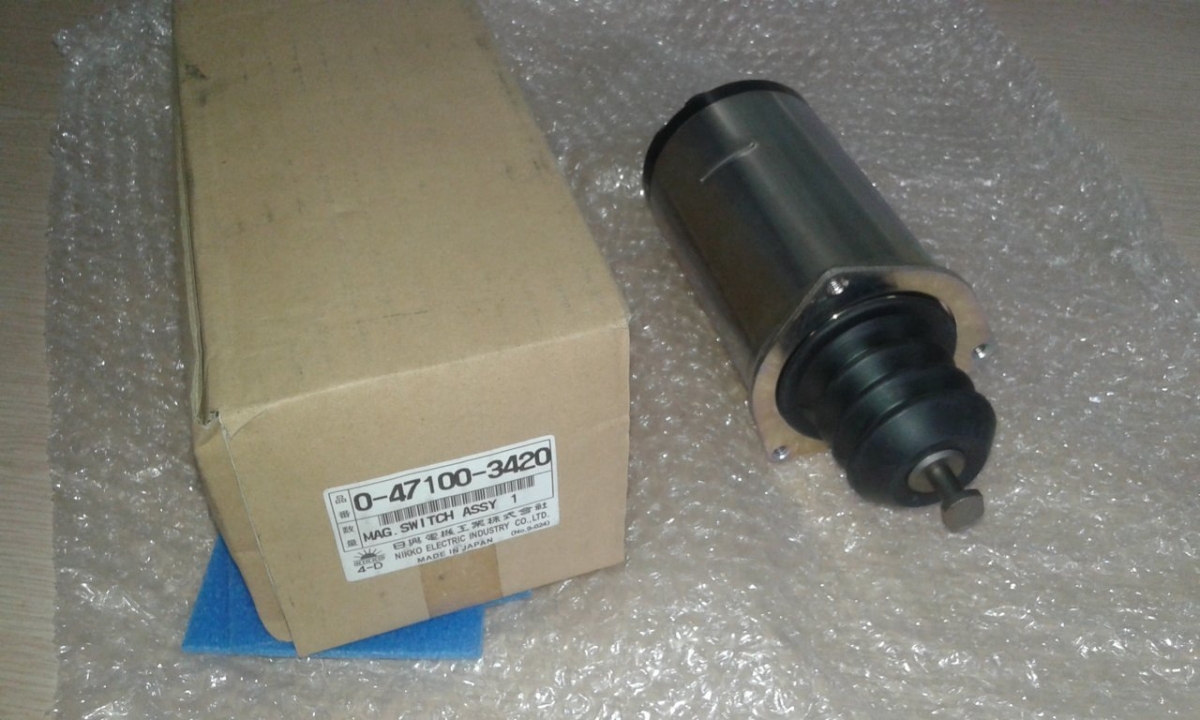 品番 0-47100-3420
数量 MAG. SWITCH ASSY 1
日興電機工業株式会社
NIKKO ELECTRIC INDUSTRY CO.,LTD.
4-D MADE IN JAPAN (No.9-024)